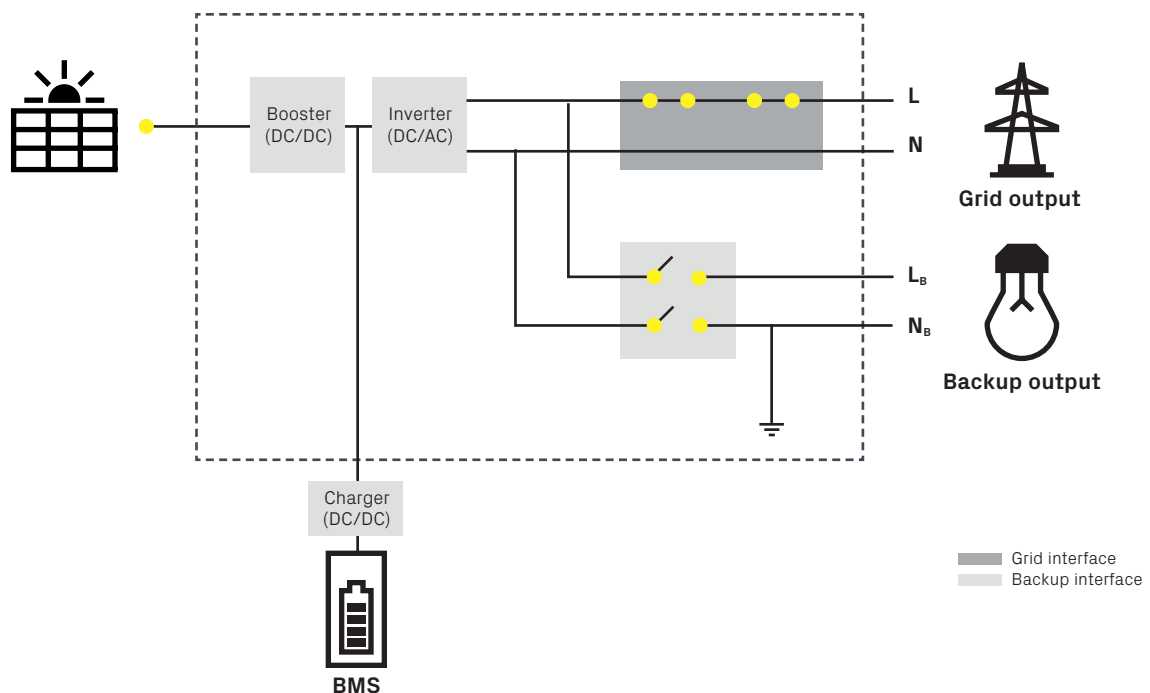 Booster
(DC/DC)
Inverter
(DC/AC)
L
N
Grid output
LB
NB
Backup output
Charger
(DC/DC)
BMS
Grid interface
Backup interface